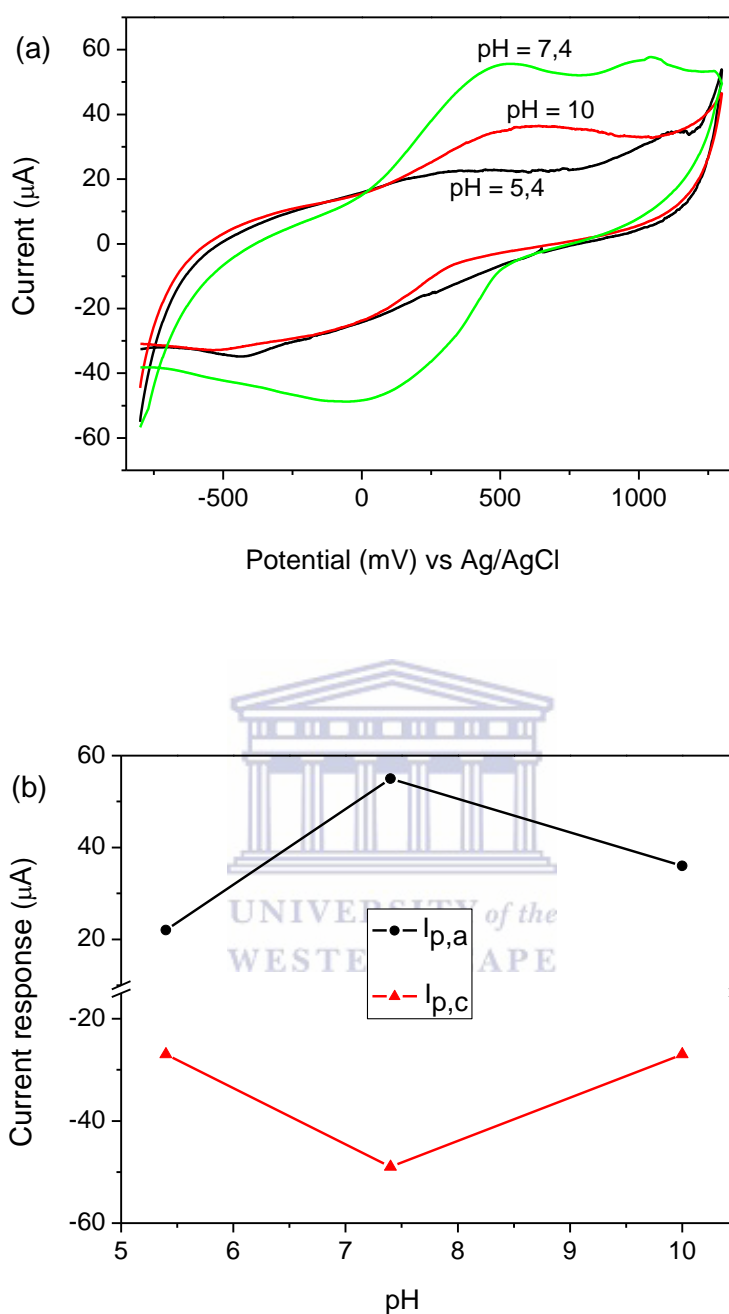 (a)
60
40
20
0
-20
-40
-60
Current (μA)
pH = 7,4
pH = 10
pH = 5,4
-500
0
500
1000
Potential (mV) vs Ag/AgCl
(b)
60
40
20
-20
-40
-60
Current response (μA)
UNIVERSITY of the
WESTERN CAPE
I p,a
I p,c
5
6
7
8
9
10
pH